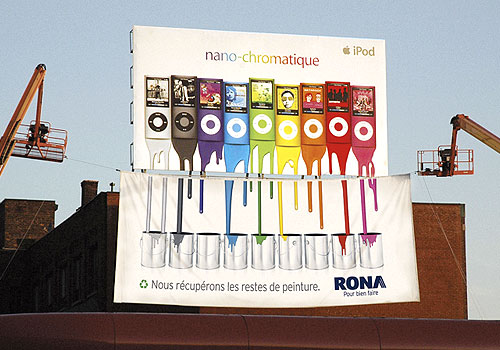 nano-chromatique
iPod
Nous récupérons les restes de peinture.
RONA
Pour bien faire